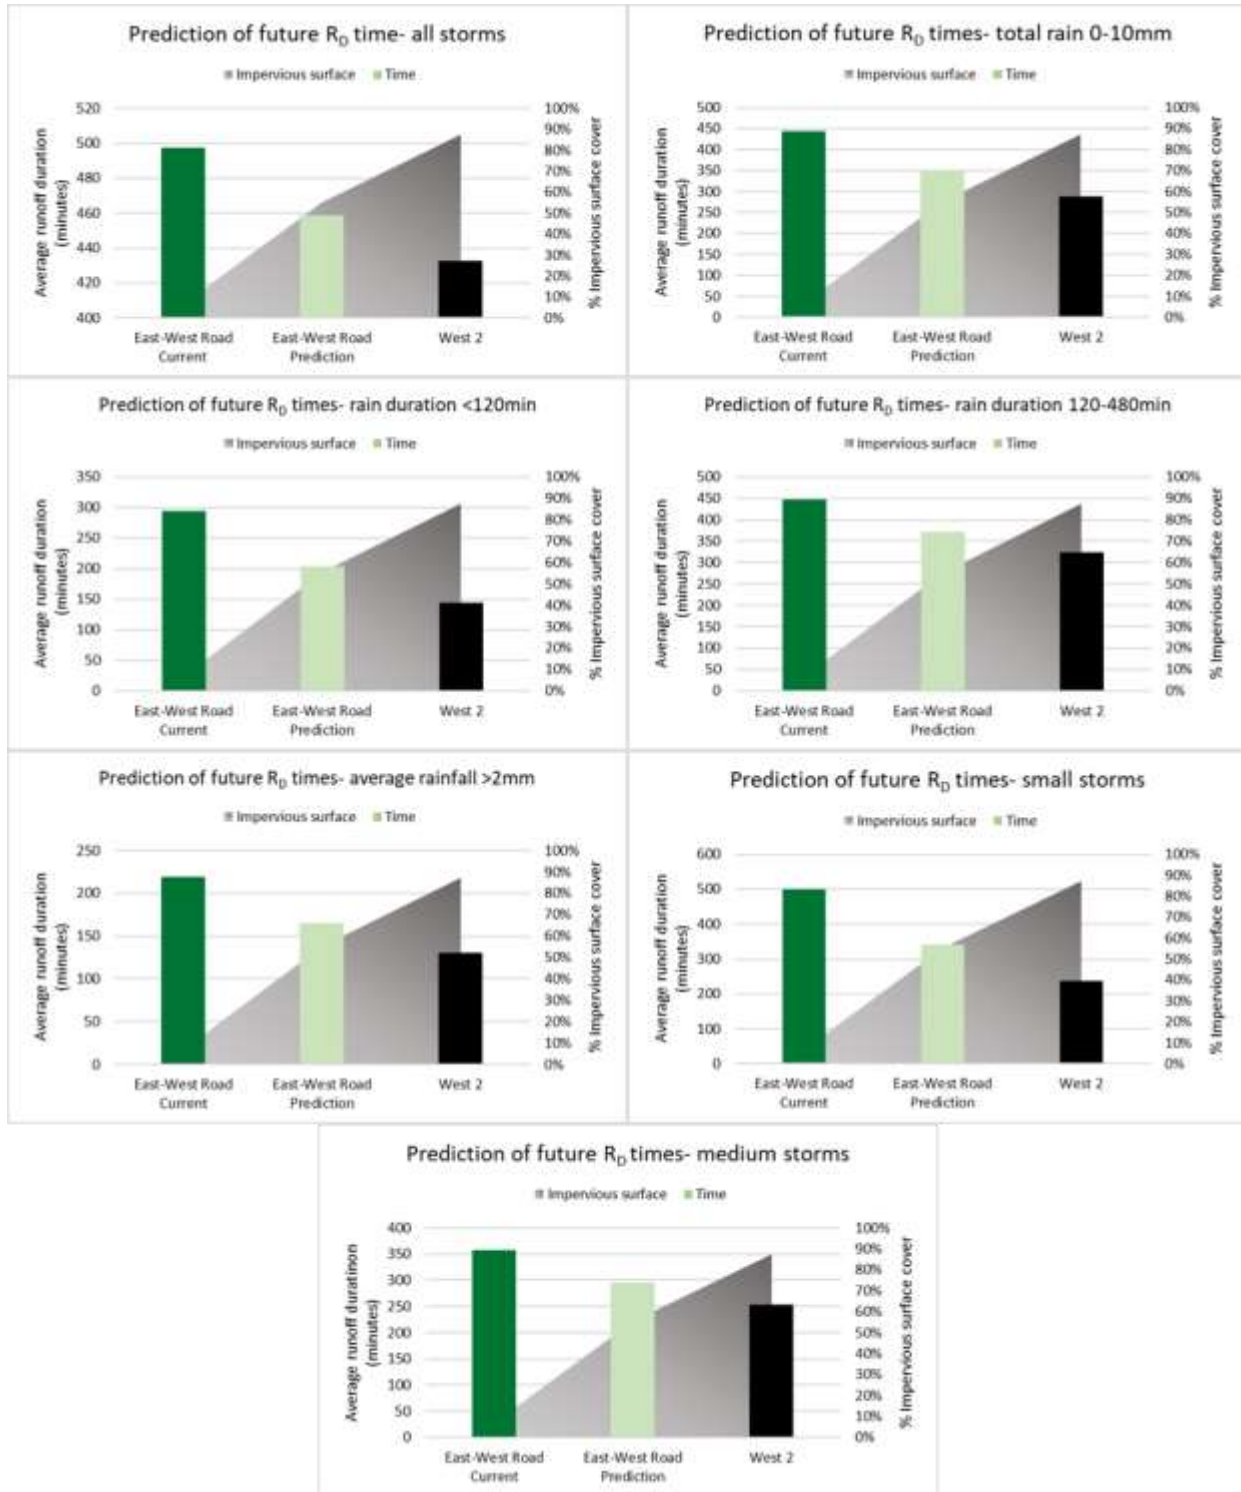 Prediction of future RD time- all storms
Impervious surface Time
Average runoff duration
(minutes)
520
500
480
460
440
420
400
100%
90%
80%
70%
60%
50%
40%
30%
20%
10%
0%
% Impervious surface cover
East-West Road East-West Road West 2
Current Prediction
Prediction of future RD times- total rain 0-10mm
Impervious surface Time
Average runoff duration
(minutes)
500
450
400
350
300
250
200
150
100
50
0
100%
90%
80%
70%
60%
50%
40%
30%
20%
10%
0%
% Impervious surface cover
East-West Road East-West Road West 2
Current Prediction
Prediction of future RD times- rain duration <120min
Impervious surface Time
Average runoff duration
(minutes)
350
300
250
200
150
100
50
0
100%
90%
80%
70%
60%
50%
40%
30%
20%
10%
0%
% Impervious surface cover
East-West Road East-West Road West 2
Current Prediction
Prediction of future RD times- rain duration 120-480min
Impervious surface Time
Average runoff duration
(minutes)
500
450
400
350
300
250
200
150
100
50
0
100%
90%
80%
70%
60%
50%
40%
30%
20%
10%
0%
% Impervious surface cover
East-West Road East-West Road West 2
Current Prediction
Prediction of future RD times- average rainfall >2mm
Impervious surface Time
Average runoff duration
(minutes)
250
200
150
100
50
0
100%
90%
80%
70%
60%
50%
40%
30%
20%
10%
0%
% Impervious surface cover
East-West Road East-West Road West 2
Current Prediction
Prediction of future RD times- small storms
Impervious surface Time
Average runoff duration
(minutes)
600
500
400
300
200
100
0
100%
90%
80%
70%
60%
50%
40%
30%
20%
10%
0%
% Impervious surface cover
East-West Road East-West Road West 2
Current Prediction
Prediction of future RD times- medium storms
Impervious surface Time
Average runoff duratinon
(minutes)
400
350
300
250
200
150
100
50
0
100%
90%
80%
70%
60%
50%
40%
30%
20%
10%
0%
% Impervious surface cover
East-West Road East-West Road West 2
Current Prediction